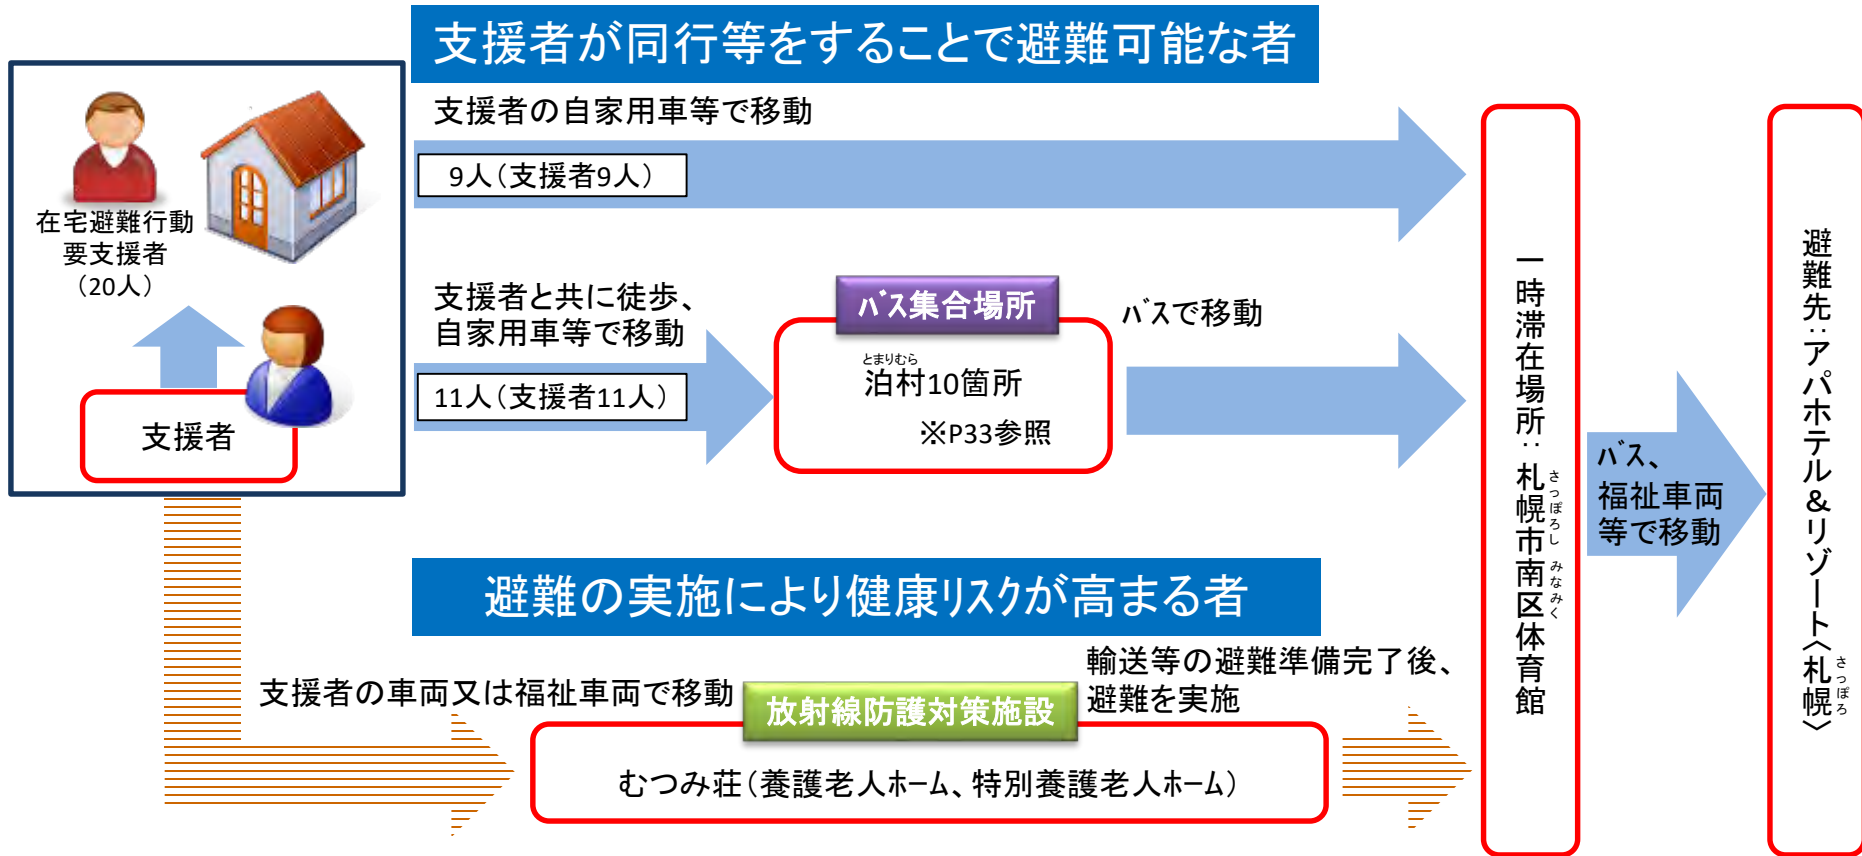 支援者が同行等をすることで避難可能な者
在宅避難行動
要支援者
（20人）
支援者
支援者の自家用車等で移動
9人（支援者9人）
支援者と共に徒歩、
自家用車等で移動
11人（支援者11人）
バス集合場所
とまりむら
泊村10箇所
※P33参照
バスで移動
避難の実施により健康リスクが高まる者
支援者の車両又は福祉車両で移動
放射線防護対策施設
むつみ荘（養護老人ホーム、特別養護老人ホーム）
輸送等の避難準備完了後、
避難を実施
一時滞在場所：札幌市南区体育館
さっぽろし みなみく
バス、
福祉車両
等で移動
避難先：アパホテル&リゾート〈札幌〉
さっぽろ